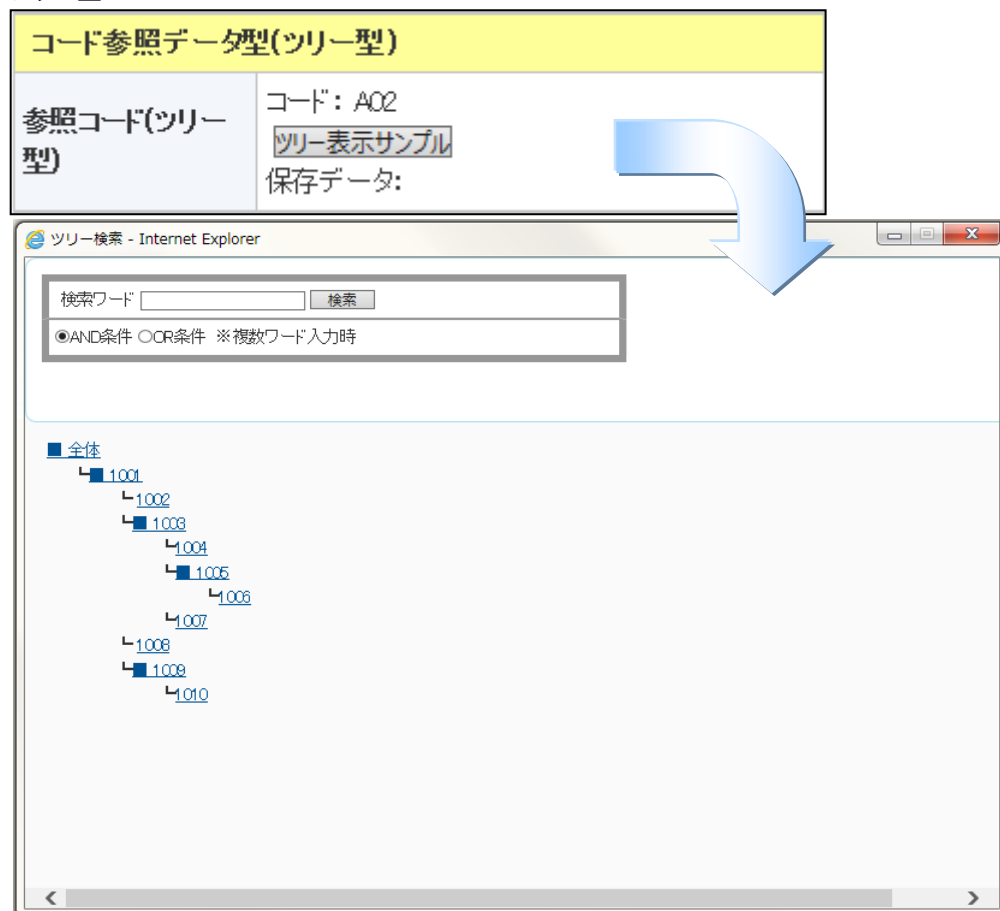 コード参照データ型(ツリー型)
参照コード(ツリー
型)
コード: A02
ツリー表示サンプル
保存データ:
ツリー検索 - Internet Explorer
検索ワード 検索
◉AND条件 ○OR条件 ※複数ワード入力時
■ 全体
┗■ 1001
┗1002
┗■ 1003
┗1004
┗■ 1005
┗1006
┗1007
┗1008
┗■ 1009
┗1010